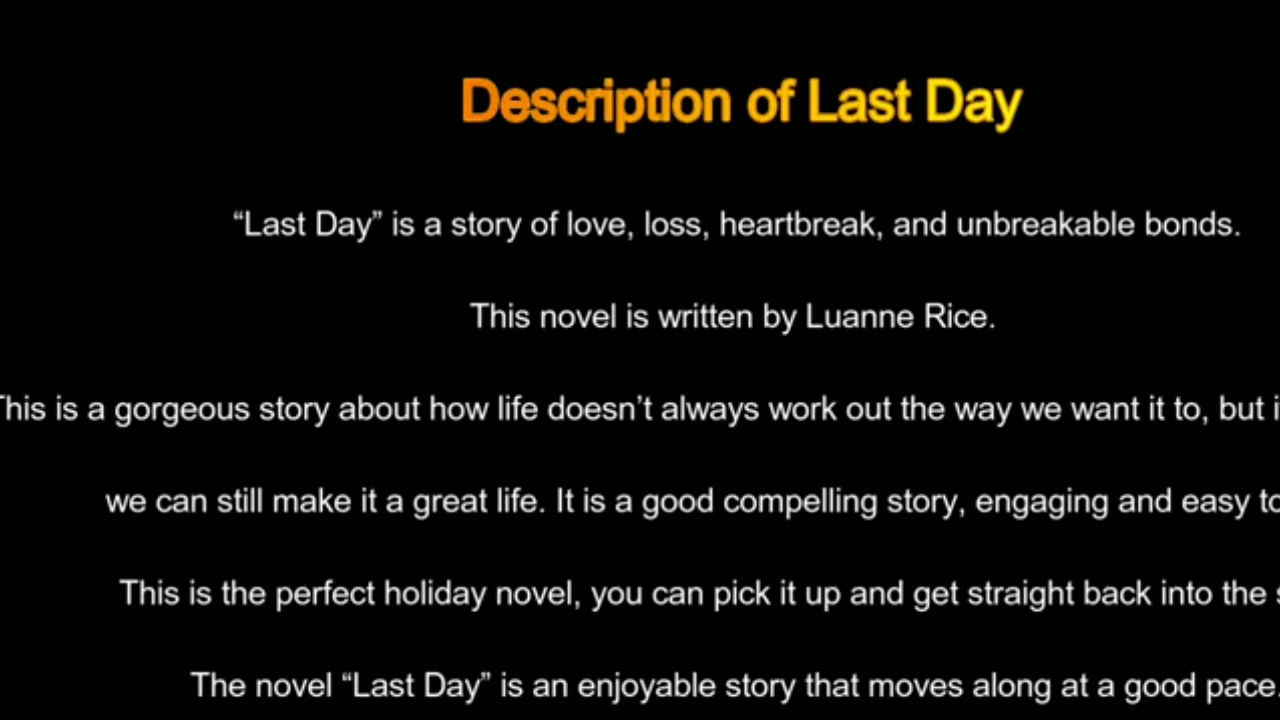 Description of Last Day
“Last Day” is a story of love, loss, heartbreak, and unbreakable bonds.
This novel is written by Luanne Rice.
This is a gorgeous story about how life doesn’t always work out the way we want it to, but
we can still make it a great life. It is a good compelling story, engaging and easy to
This is the perfect holiday novel, you can pick it up and get straight back into the
The novel “Last Day” is an enjoyable story that moves along at a good pace.